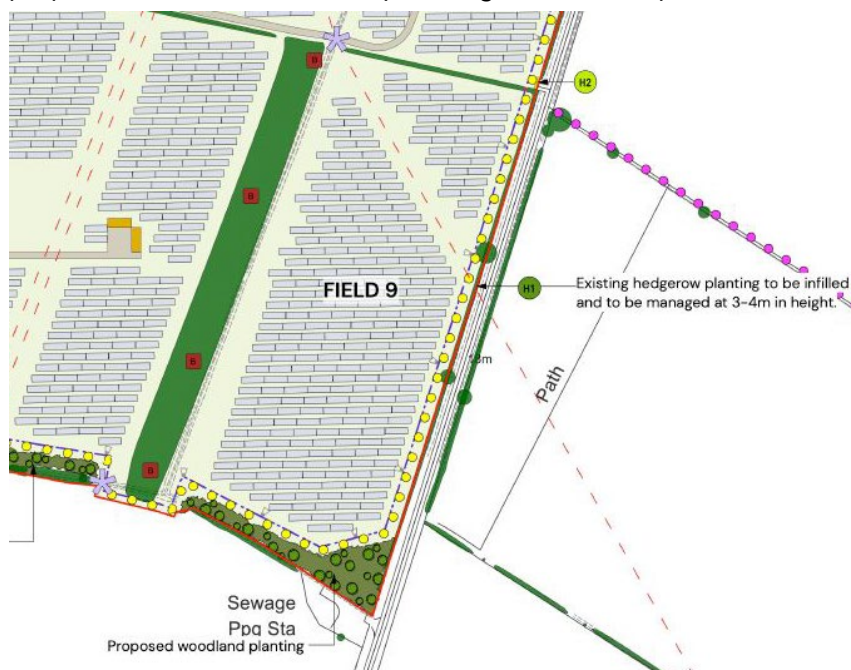 B
H2
B
FIELD 9
H1
Existing hedgerow planting to be infilled
and to be managed at 3-4m in height.
Path
B
B
Sewage
Ppg Sta
Proposed woodland planting